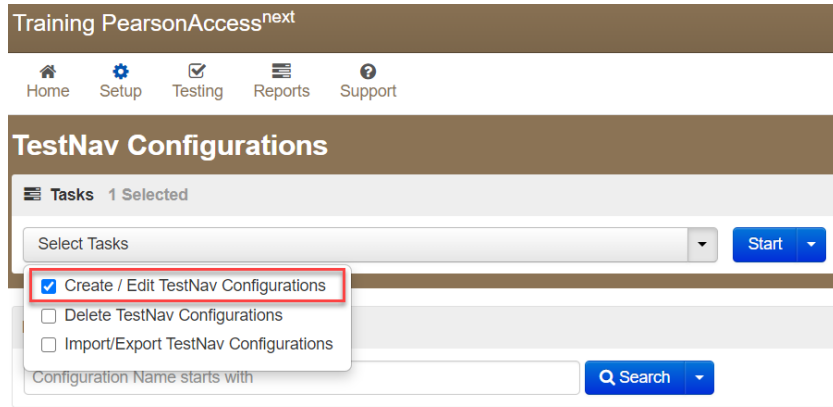 Training PearsonAccessnext
Home Setup Testing Reports Support
TestNav Configurations
Tasks 1 Selected
Select Tasks
Start
Create / Edit TestNav Configurations
Delete TestNav Configurations
Import/Export TestNav Configurations
Configuration Name starts with
Search